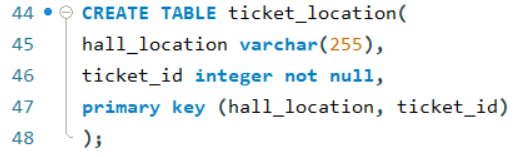 44 CREATE TABLE ticket_location(
45 hall_location varchar(255),
46 ticket_id integer not null,
47 primary key (hall_location, ticket_id)
48 );